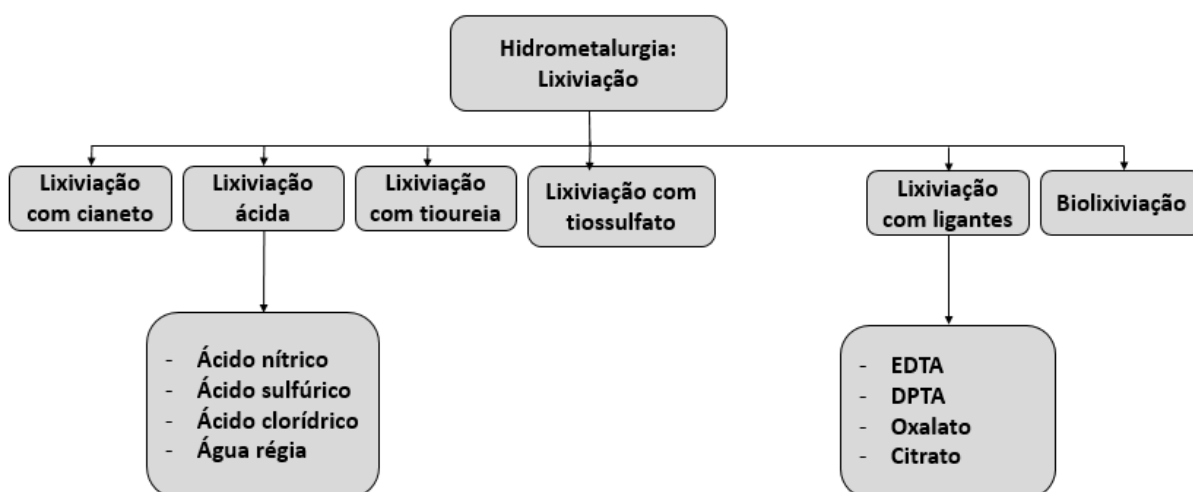 Hidrometalurgia:
Lixiviação
Lixiviação
com cianeto
Lixiviação
ácida
Lixiviação
com tioureia
Lixiviação com
tiossulfato
Lixiviação
com ligantes
Biolixiviação
- Ácido nítrico
- Ácido sulfúrico
- Ácido clorídrico
- Água régia
- EDTA
- DPTA
- Oxalato
- Citrato